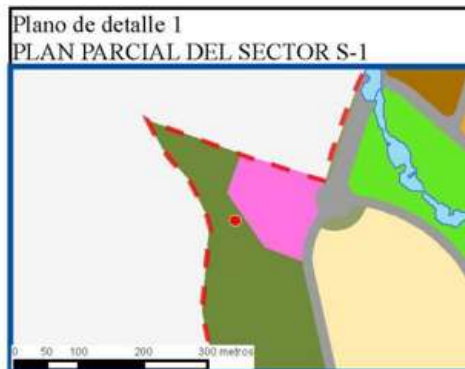 Plano de detalle 1
PLAN PARCIAL DEL SECTOR S-1
0 50 100 200 300 metros